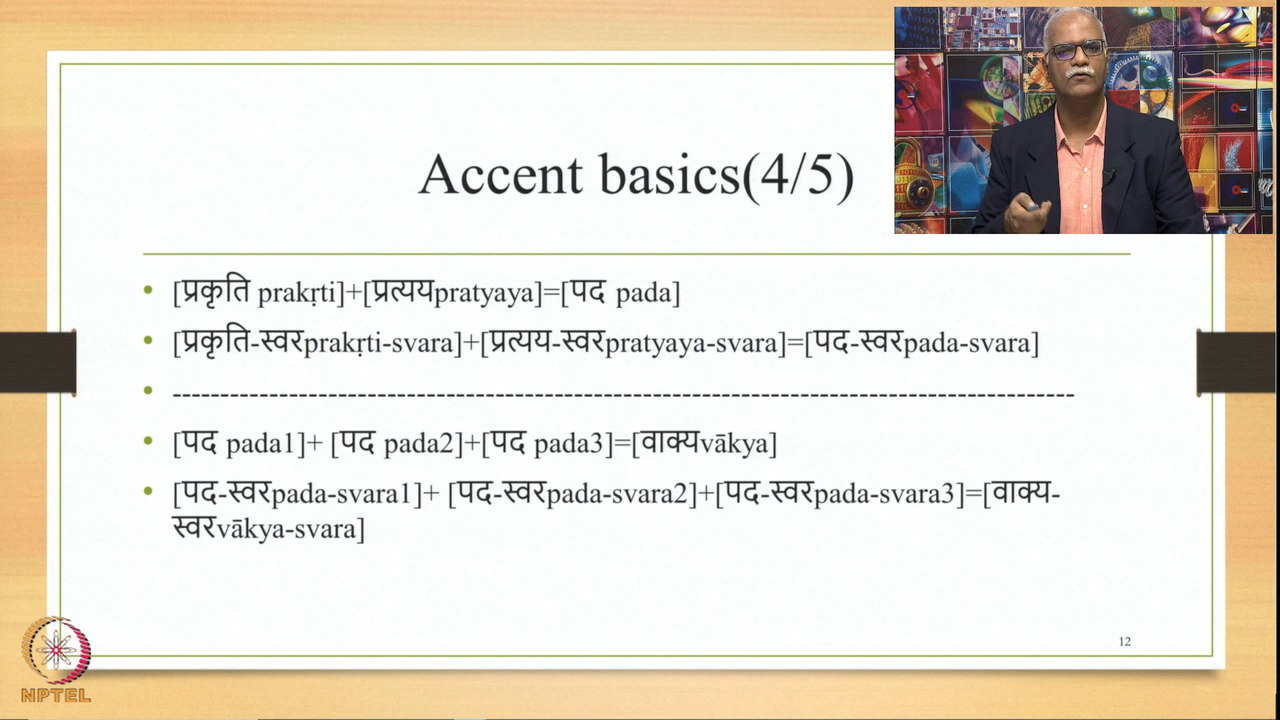 Accent basics(4/5)
• [प्रकृति prakṛti]+[प्रत्ययpratyaya]=[पद pada]
• [प्रकृति-स्वरprakṛti-svara]+[प्रत्यय-स्वरpratyaya-svara]=[पद-स्वरpada-svara]
• --------------------------------------------------------------------------------------------
• [पद pada1]+ [पद pada2]+[पद pada3]=[वाक्यvākya]
• [पद-स्वरpada-svara1]+ [पद-स्वरpada-svara2]+[पद-स्वरpada-svara3]=[वाक्य-
स्वरvākya-svara]
12
NPTEL